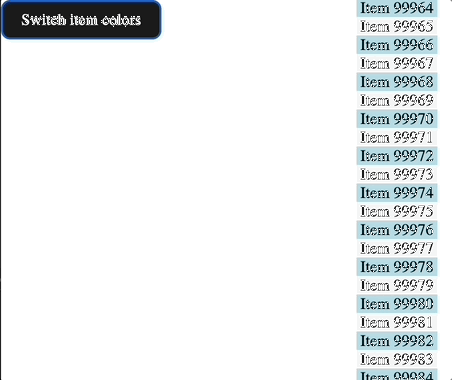 Switch item colors
Item 99964
Item 99965
Item 99966
Item 99967
Item 99968
Item 99969
Item 99970
Item 99971
Item 99972
Item 99973
Item 99974
Item 99975
Item 99976
Item 99977
Item 99978
Item 99979
Item 99980
Item 99981
Item 99982
Item 99983
Item 99984